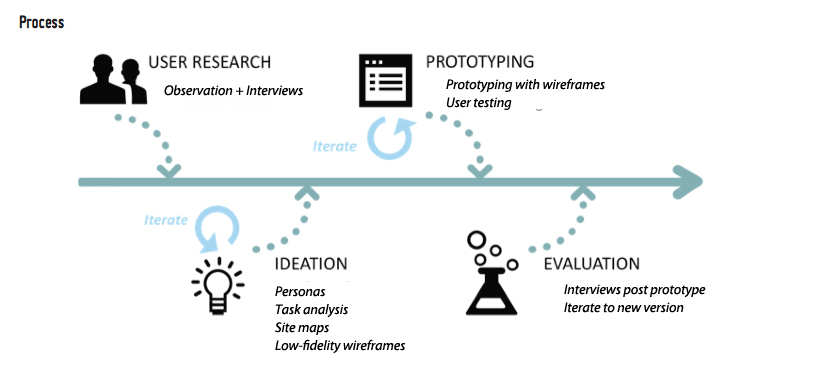 Process
USER RESEARCH
Observation + Interviews
PROTOTYPING
Prototyping with wireframes
User testing
Iterate
Iterate
IDEATION
Personas
Task analysis
Site maps
Low-fidelity wireframes
EVALUATION
Interviews post prototype
Iterate to new version